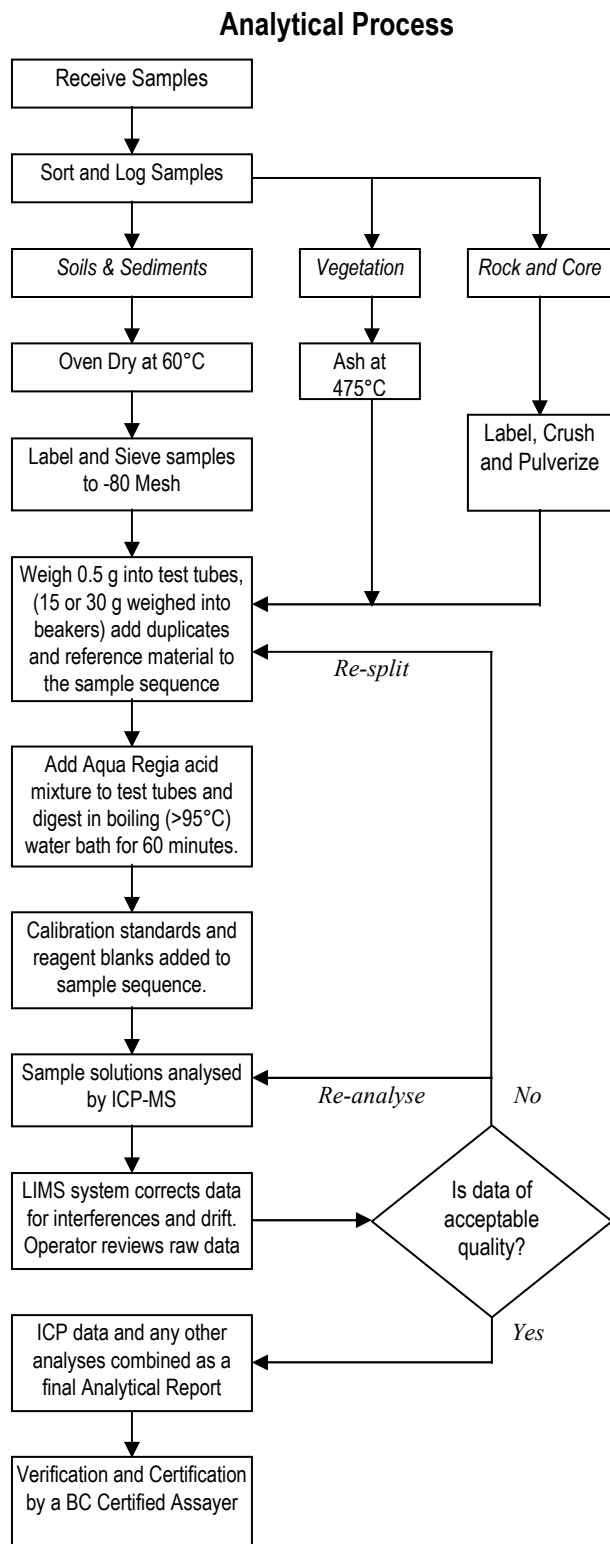 Analytical Process
Receive Samples
Sort and Log Samples
Soils & Sediments
Vegetation
Rock and Core
Oven Dry at 60°C
Ash at
475°C
Label, Crush
and Pulverize
Label and Sieve samples
to -80 Mesh
Weigh 0.5 g into test tubes,
(15 or 30 g weighed into
beakers) add duplicates
and reference material to
the sample sequence
Re-split
Add Aqua Regia acid
mixture to test tubes and
digest in boiling (>95°C)
water bath for 60 minutes.
Calibration standards and
reagent blanks added to
sample sequence.
Sample solutions analysed
by ICP-MS
Re-analyse
No
LIMS system corrects data
for interferences and drift.
Operator reviews raw data
Is data of
acceptable
quality?
Yes
ICP data and any other
analyses combined as a
final Analytical Report
Verification and Certification
by a BC Certified Assayer